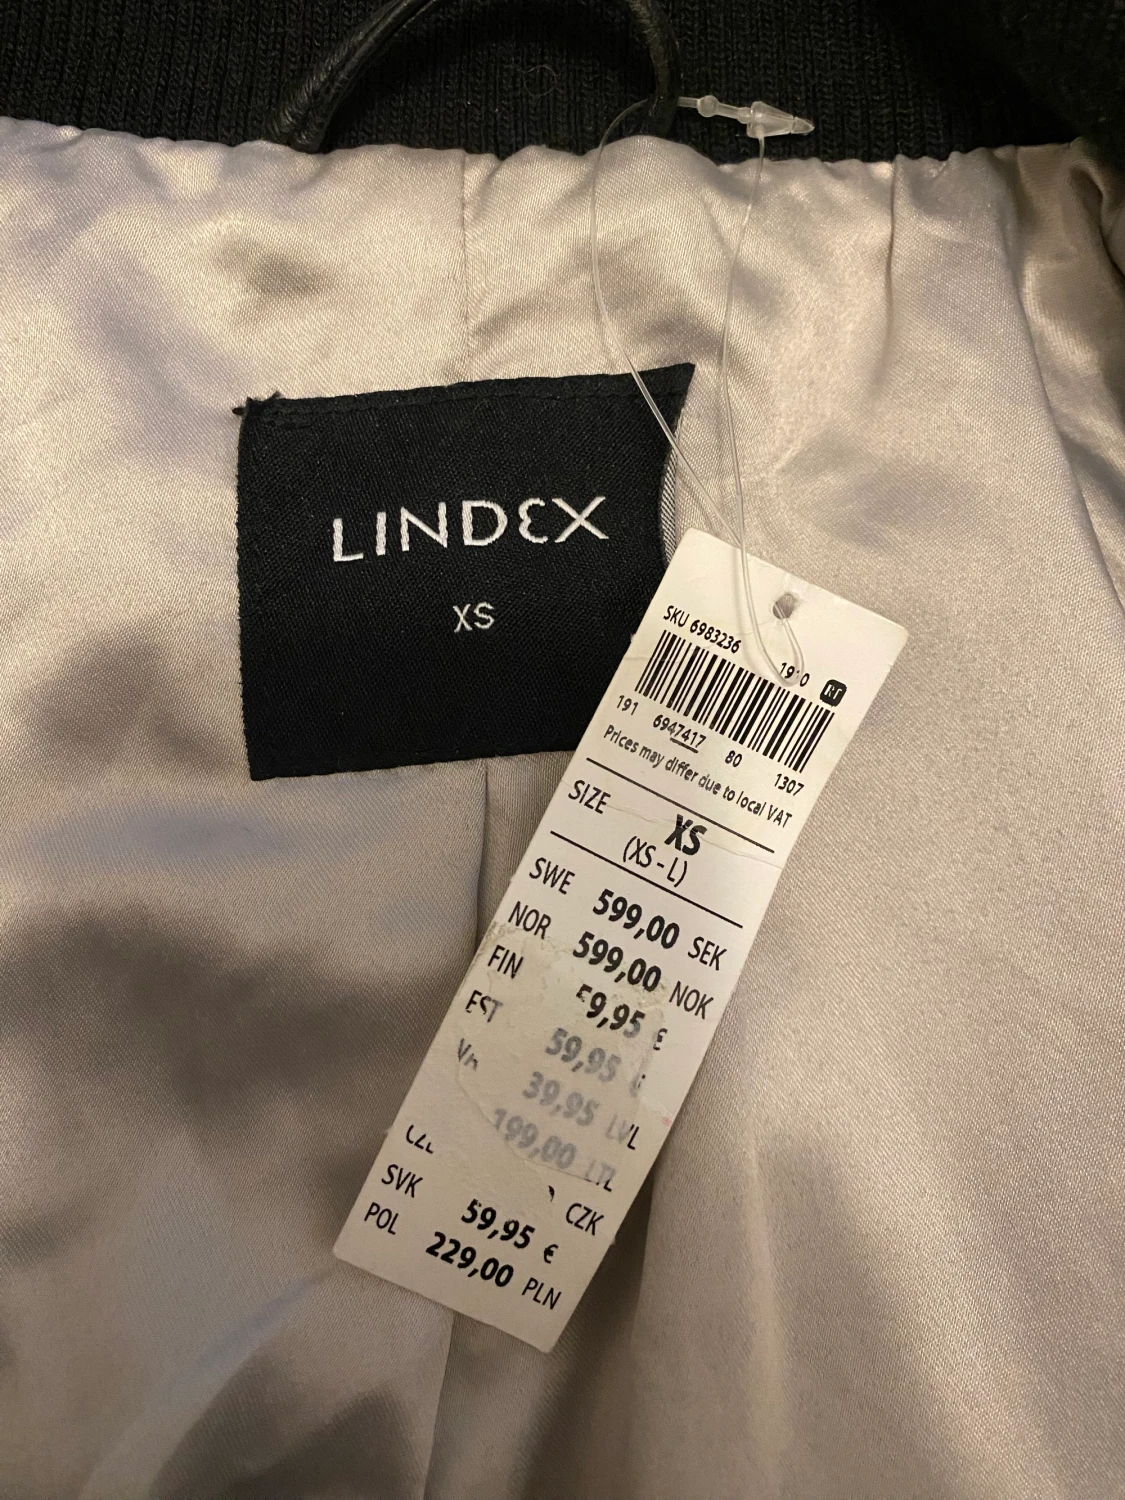 LINDEX
XS
SKU 6983236
RT
191 6947417 80 1307
Prices may differ due to local VAT
SIZE XS
(XS - L)
SWE 599,00 SEK
NOR 599,00 NOK
FIN 59,95 €
EST 59,95
39,95 LVL
199,00 LTL
CZK
SVK 59,95 €
POL 229,00 PLN